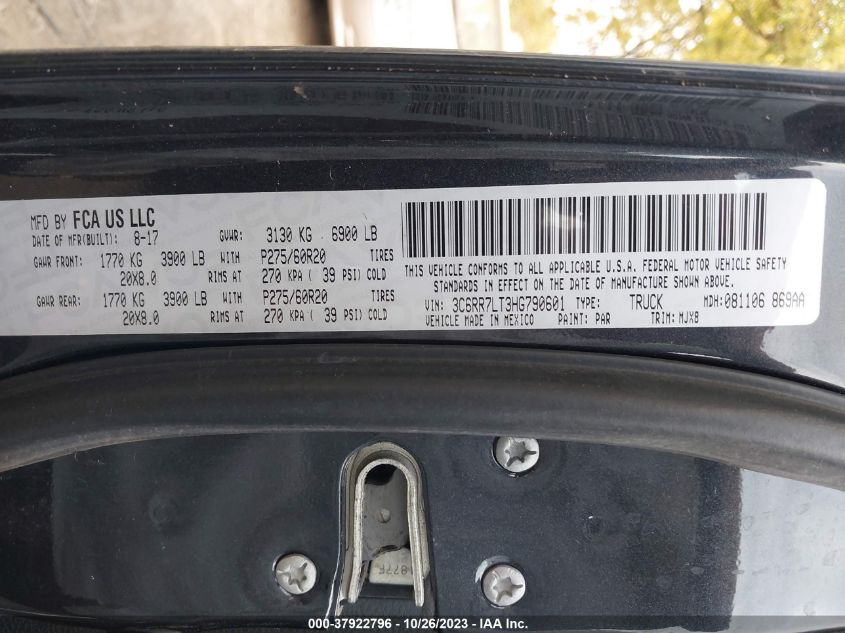 MFD BY FCA US LLC
DATE OF MFR(BUILT): 8-17 GVWR: 3130 KG 6900 LB
GAWR FRONT: 1770 KG 3900 LB P275/60R20 TIRES
20X8.0 RIMS AT 270 KPA ( 39 PSI) COLD
GAWR REAR: 1770 KG 3900 LB P275/60R20 TIRES
20X8.0 RIMS AT 270 KPA ( 39 PSI) COLD
THIS VEHICLE CONFORMS TO ALL APPLICABLE U.S.A. FEDERAL MOTOR VEHICLE SAFETY
STANDARDS IN EFFECT ON THE DATE OF MANUFACTURE SHOWN ABOVE.
VIN: 3C6RR7LT3HG790601 TYPE: TRUCK MDH: 081106 869AA
VEHICLE MADE IN MEXICO PAINT: PAR TRIM: MJX8
000-37922796 - 10/26/2023 - IAAI.com